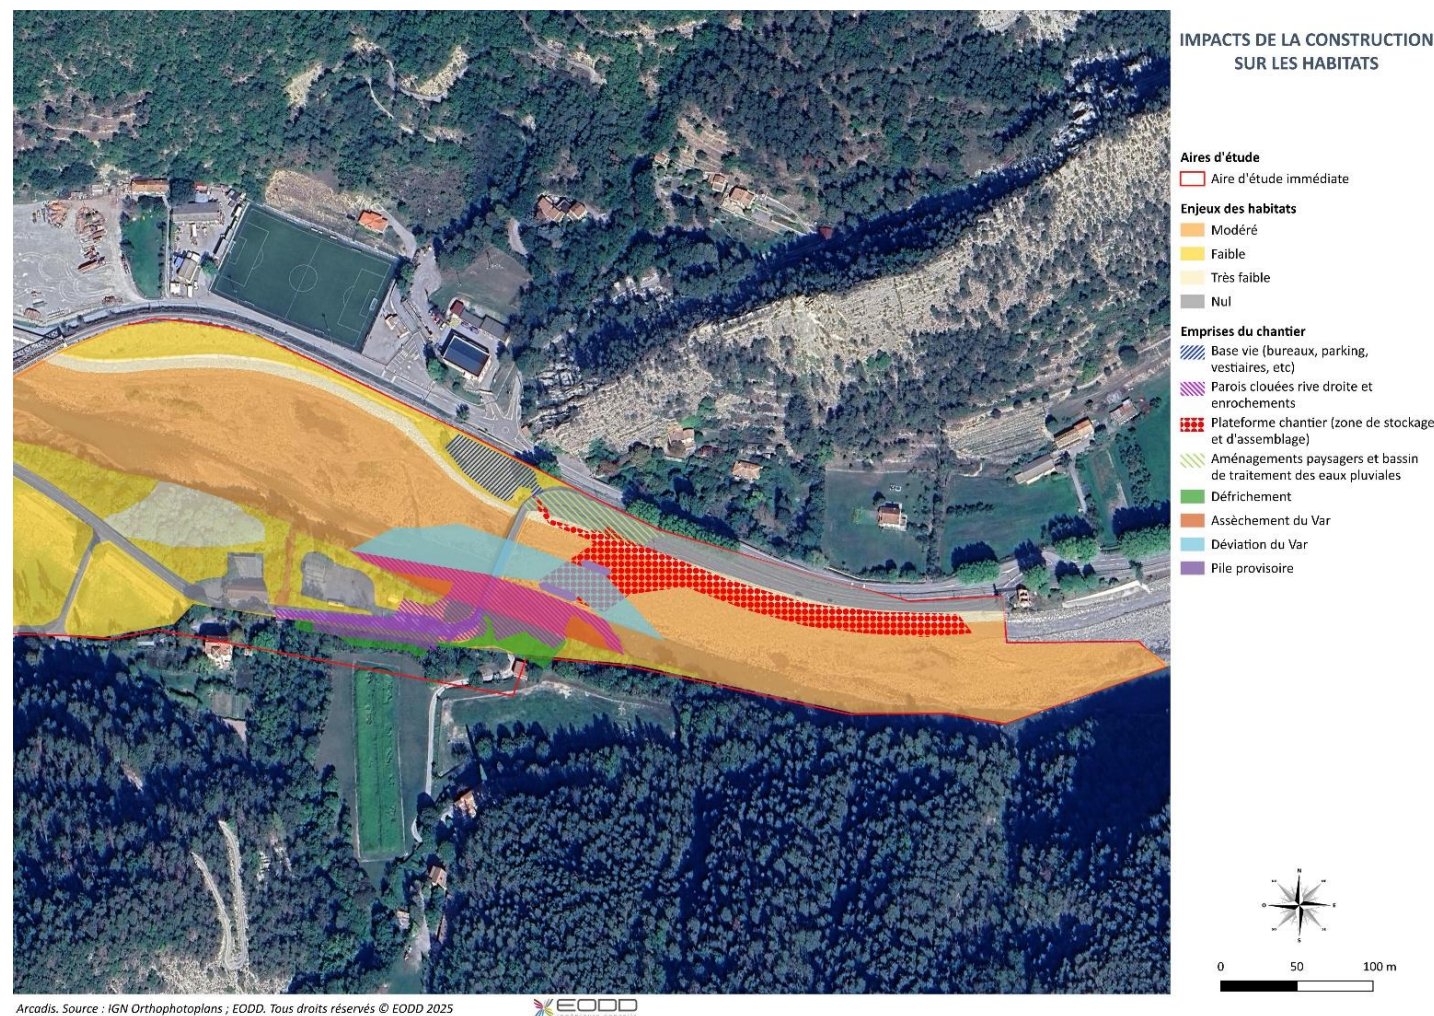 IMPACTS DE LA CONSTRUCTION
SUR LES HABITATS
Aires d'étude
Aire d'étude immédiate
Enjeux des habitats
Modéré
Faible
Très faible
Nul
Emprises du chantier
Base vie (bureaux, parking,
vestiaires, etc)
Parois clouées rive droite et
enrochements
Plateforme chantier (zone de stockage
et d'assemblage)
Aménagements paysagers et bassin
de traitement des eaux pluviales
Défrichement
Assèchement du Var
Déviation du Var
Pile provisoire
N
O
E
S
0
50
100 m
Arcadis. Source : IGN Orthophotoplans ; EODD. Tous droits réservés © EODD 2025
EODD